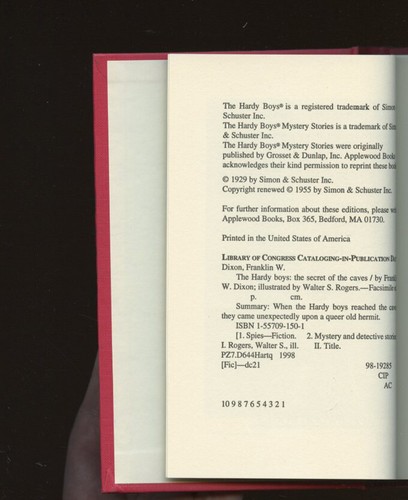 The Hardy Boys® is a registered trademark of Simon
Schuster Inc.
The Hardy Boys® Mystery Stories is a trademark of
& Schuster Inc.
The Hardy Boys® Mystery Stories were originally
published by Grosset & Dunlap, Inc. Applewood Books
acknowledges their kind permission to reprint these
© 1929 by Simon & Schuster Inc.
Copyright renewed © 1955 by Simon & Schuster Inc.
For further information about these editions, please
Applewood Books, Box 365, Bedford, MA 01730.
Printed in the United States of America
LIBRARY OF CONGRESS CATALOGING-IN-PUBLICATION
Dixon, Franklin W.
The Hardy boys: the secret of the caves / by
W. Dixon; illustrated by Walter S. Rogers.—Facsimile
p. cm.
Summary: When the Hardy boys reached the
they came unexpectedly upon a queer old hermit.
ISBN 1-55709-150-1
[1. Spies—Fiction. 2. Mystery and detective
I. Rogers, Walter S., ill. II. Title.
PZ7.D644Hartq 1998
[Fic]—dc21 98-19285
CIP
AC
10 9 8 7 6 5 4 3 2 1